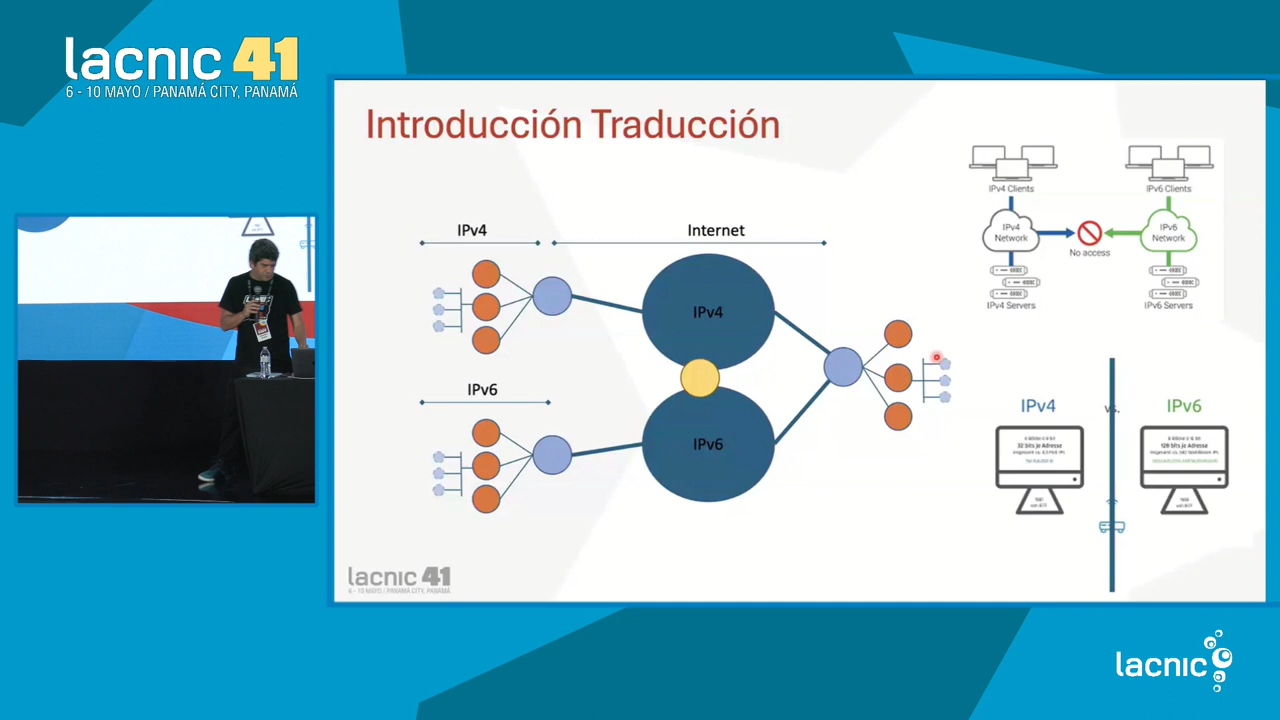 lacnic 41
6 - 10 MAYO / PANAMÁ CITY, PANAMÁ
Introducción Traducción
IPv4
Internet
IPv4
IPv6
IPv6
IPv4 Clients
IPv6 Clients
IPv4
Network
IPv6
Network
No access
IPv4 Servers
IPv6 Servers
IPv4
vs.
IPv6
32 bits je Adresse
128 bits je Adresse
lacnic 41
6 - 10 MAYO / PANAMÁ CITY, PANAMÁ
lacnic